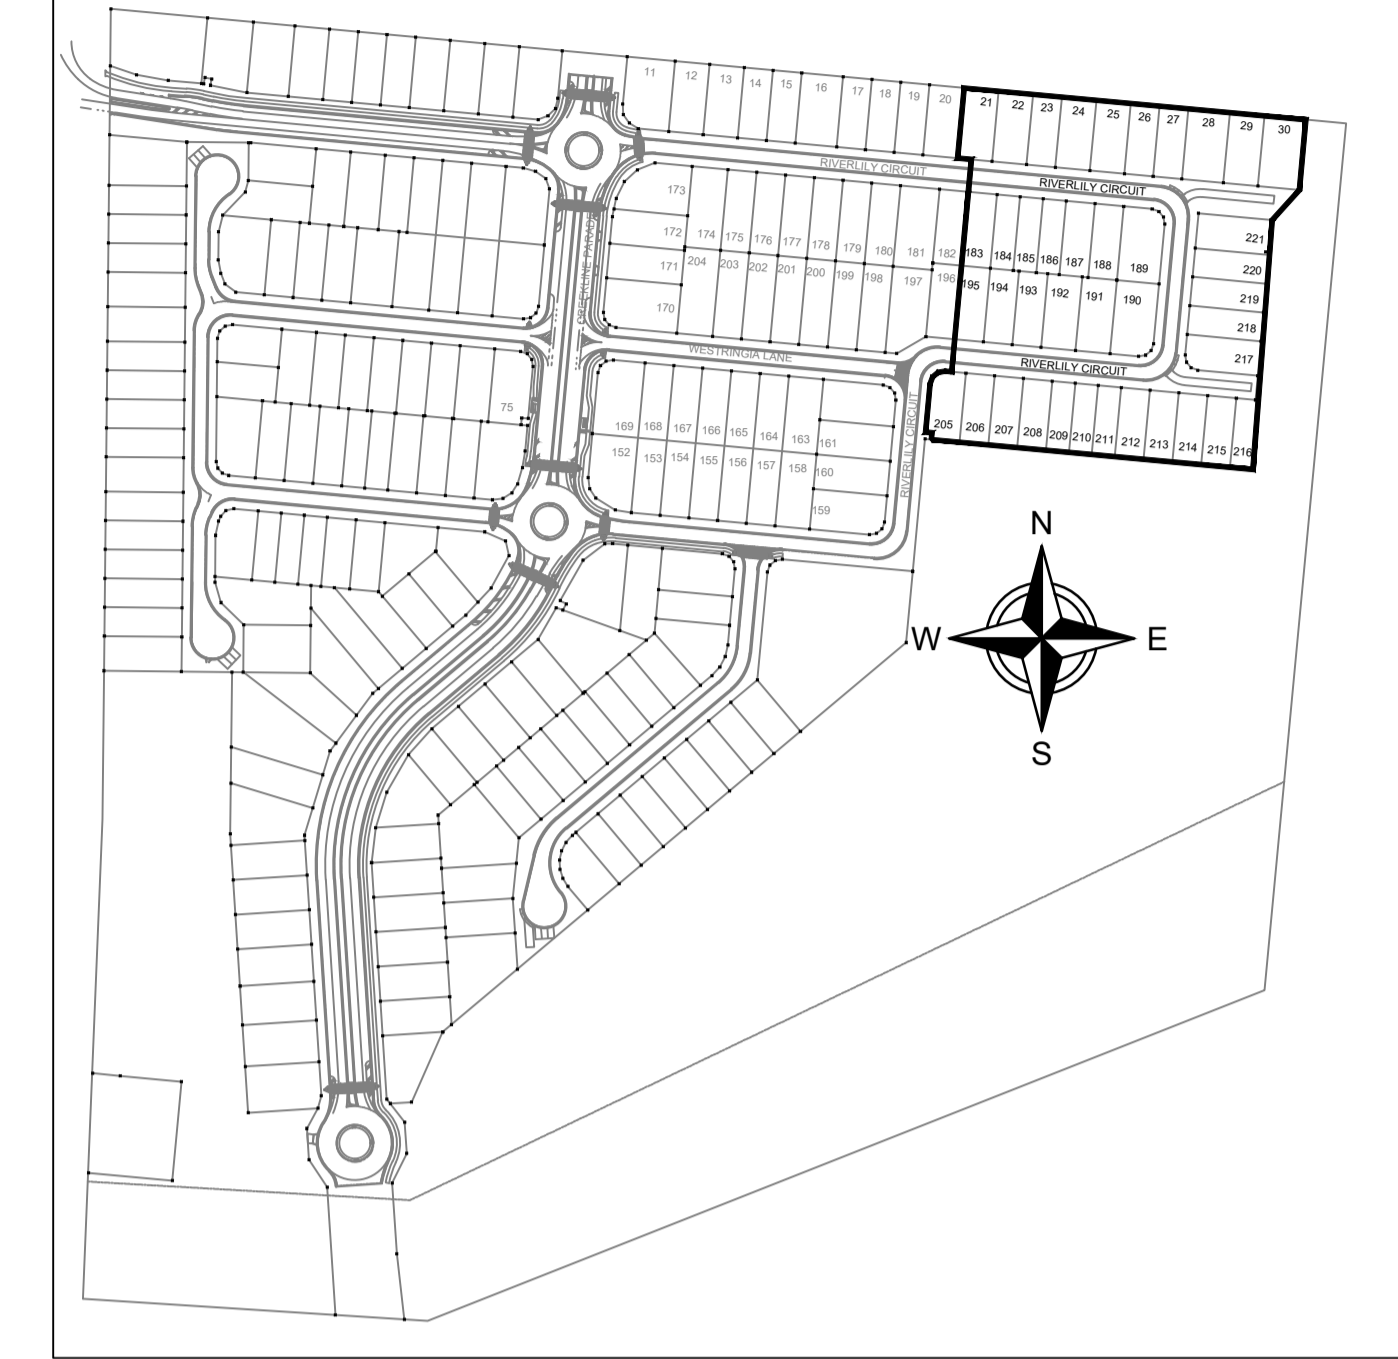 11 12 13 14 15 16 17 18 19 20 21 22 23 24 25 26 27 28 29 30
RIVERLILY CIRCUIT
RIVERLILY CIRCUIT
173
172
171
170
CREEKLINE PARADE
174 175 176 177 178 179 180 181 182 183 184 185 186 187 188 189
204 203 202 201 200 199 198 197 196 195 194 193 192 191 190
221
220
219
218
217
WESTRINGIA LANE
RIVERLILY CIRCUIT
RIVERLILY CIRCUIT
75
169 168 167 166 165 164 163 161
152 153 154 155 156 157 158 160
159
205 206 207 208 209 210 211 212 213 214 215 216
N
W E
S